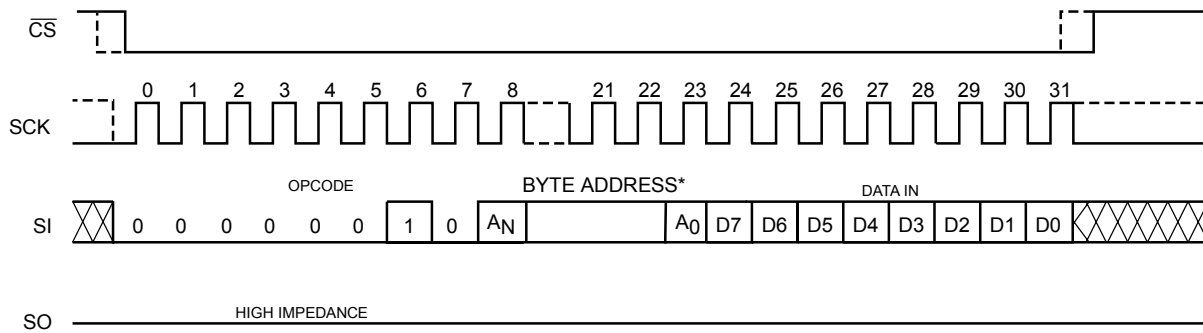 CS
0 1 2 3 4 5 6 7 8 21 22 23 24 25 26 27 28 29 30 31
SCK
OPCODE BYTE ADDRESS* DATA IN
SI 0 0 0 0 0 0 1 0 AN A0 D7 D6 D5 D4 D3 D2 D1 D0
HIGH IMPEDANCE
SO